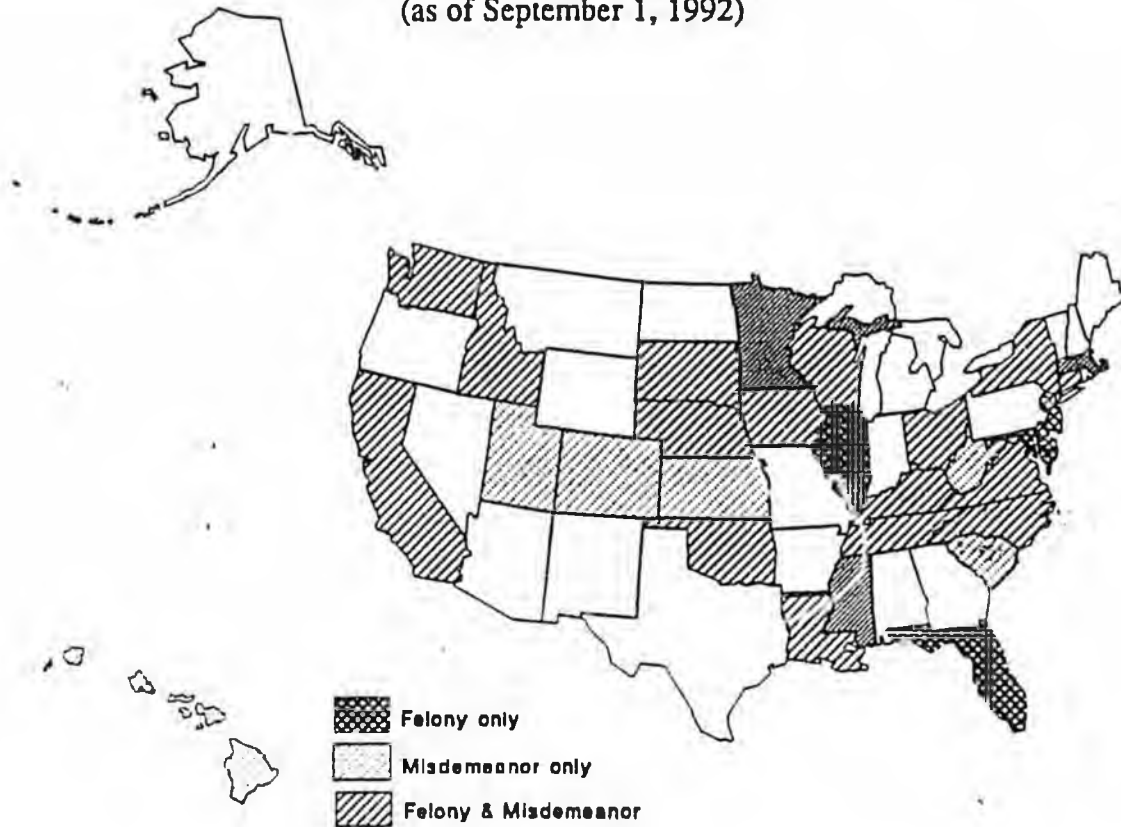 (as of September 1, 1992)
Felony only
Misdemeanor only
Felony & Misdemeanor